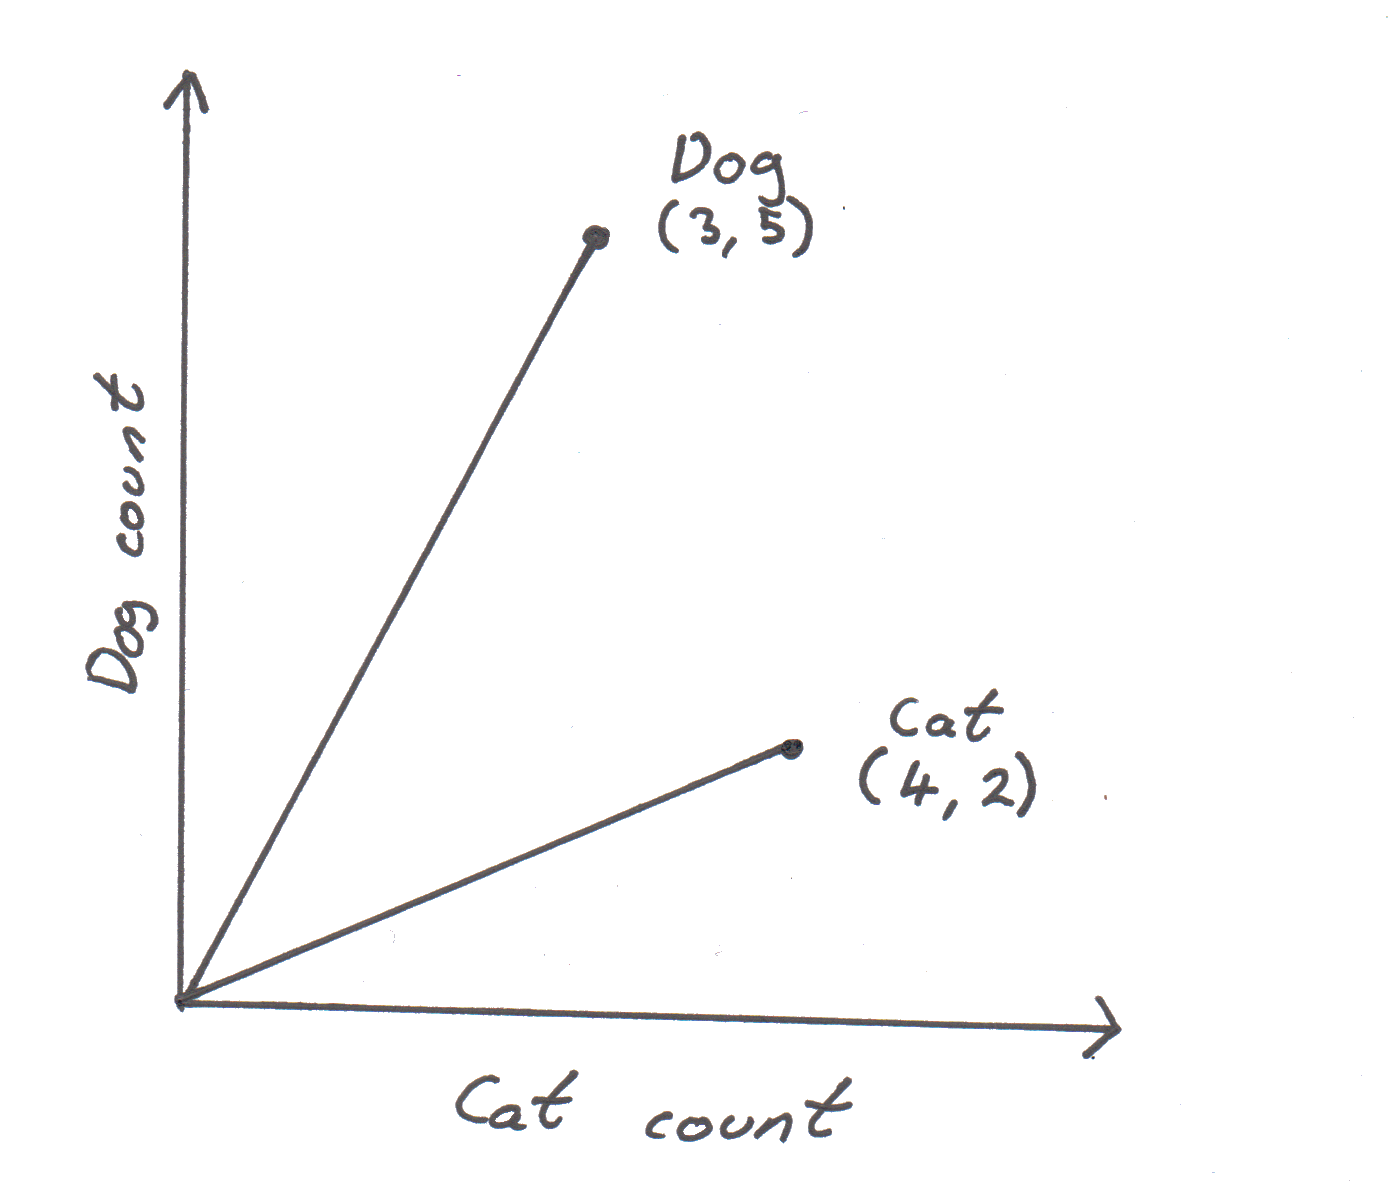 Dog
(3, 5)
Dog count
Cat
(4, 2)
Cat count